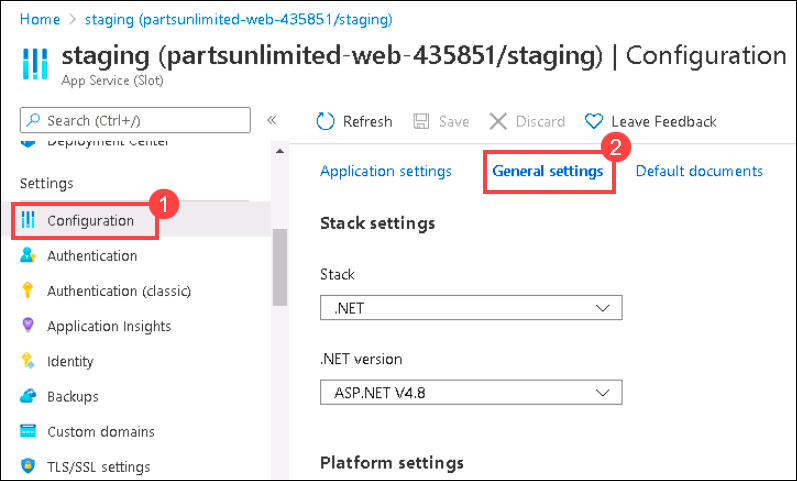 Home > staging (partsunlimited-web-435851/staging)
staging (partsunlimited-web-435851/staging) | Configuration
App Service (Slot)
Search (Ctrl+/)
«
Refresh
Save
Discard
Leave Feedback
Deployment Center
Settings
1
Configuration
Authentication
Authentication (classic)
Application Insights
Identity
Backups
Custom domains
TLS/SSL settings
2
Application settings
General settings
Default documents
Stack settings
Stack
.NET
.NET version
ASP.NET V4.8
Platform settings